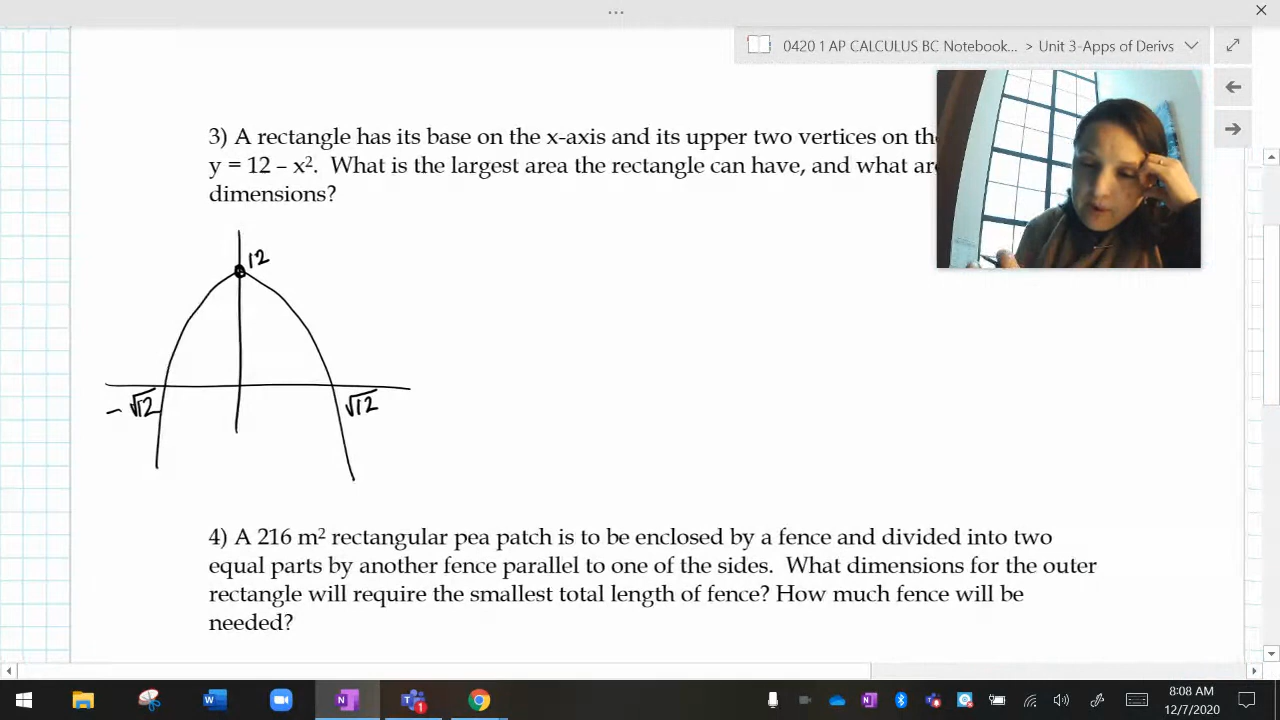 0420 1 AP CALCULUS BC Notebook... > Unit 3-Apps of Derivs
3) A rectangle has its base on the x-axis and its upper two vertices on the
y = 12 – x². What is the largest area the rectangle can have, and what are
dimensions?
12
-√12
√12
4) A 216 m² rectangular pea patch is to be enclosed by a fence and divided into two
equal parts by another fence parallel to one of the sides. What dimensions for the outer
rectangle will require the smallest total length of fence? How much fence will be
needed?
1
8:08 AM
12/7/2020